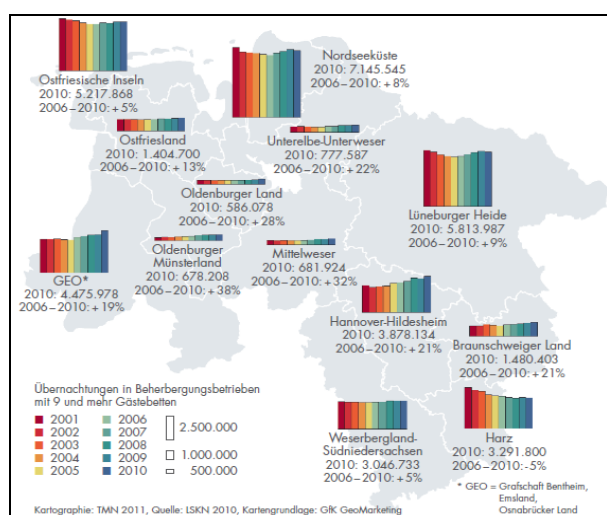 Ostfriesische Inseln
2010: 5.217.868
2006–2010: +5%
Nordseeküste
2010: 7.145.545
2006–2010: +8%
Ostfriesland
2010: 1.404.700
2006–2010: +13%
Unterelbe-Unterweser
2010: 777.587
2006–2010: +22%
Oldenburger Land
2010: 586.078
2006–2010: +28%
Lüneburger Heide
2010: 5.813.987
2006–2010: +9%
GEO*
2010: 4.475.978
2006–2010: +19%
Oldenburger
Münsterland
2010: 678.208
2006–2010: +38%
Mittelweser
2010: 681.924
2006–2010: +32%
Hannover-Hildesheim
2010: 3.878.134
2006–2010: +21%
Braunschweiger Land
2010: 1.480.403
2006–2010: +21%
Weserbergland-
Südniedersachsen
2010: 3.046.733
2006–2010: +5%
Harz
2010: 3.291.800
2006–2010: -5%
Übernachtungen in Beherbergungsbetrieben
mit 9 und mehr Gästebetten
2001
2002
2003
2004
2005
2006
2007
2008
2009
2010
2.500.000
1.000.000
500.000
* GEO = Grafschaft Bentheim,
Emsland,
Osnabrücker Land
Kartographie: TMN 2011, Quelle: LSKN 2010, Kartengrundlage: GfK GeoMarketing